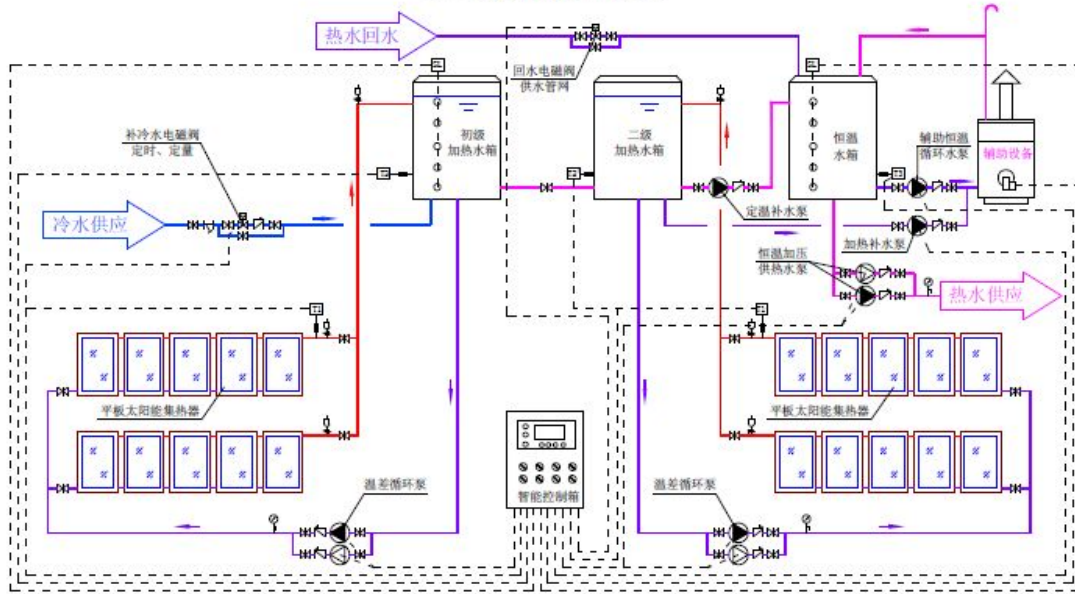 热水回水
回水电磁阀
供水管网
补冷水电磁阀
定时、定量
初级
加热水箱
二级
加热水箱
恒温
水箱
辅助恒温
循环水泵
辅助设备
冷水供应
定温补水泵
加热补水泵
恒温加压
供热水泵
热水供应
平板太阳能集热器
平板太阳能集热器
智能控制箱
温差循环泵
温差循环泵